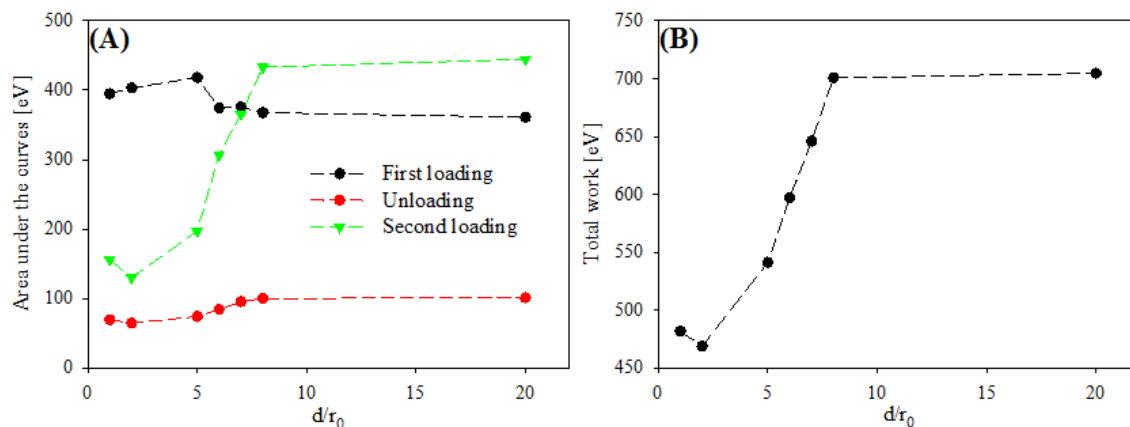 (A)
Area under the curves [eV]
500
400
300
200
100
0
First loading
Unloading
Second loading
0
5
10
15
20
d/r0
(B)
Total work [eV]
750
700
650
600
550
500
450
0
5
10
15
20
d/r0